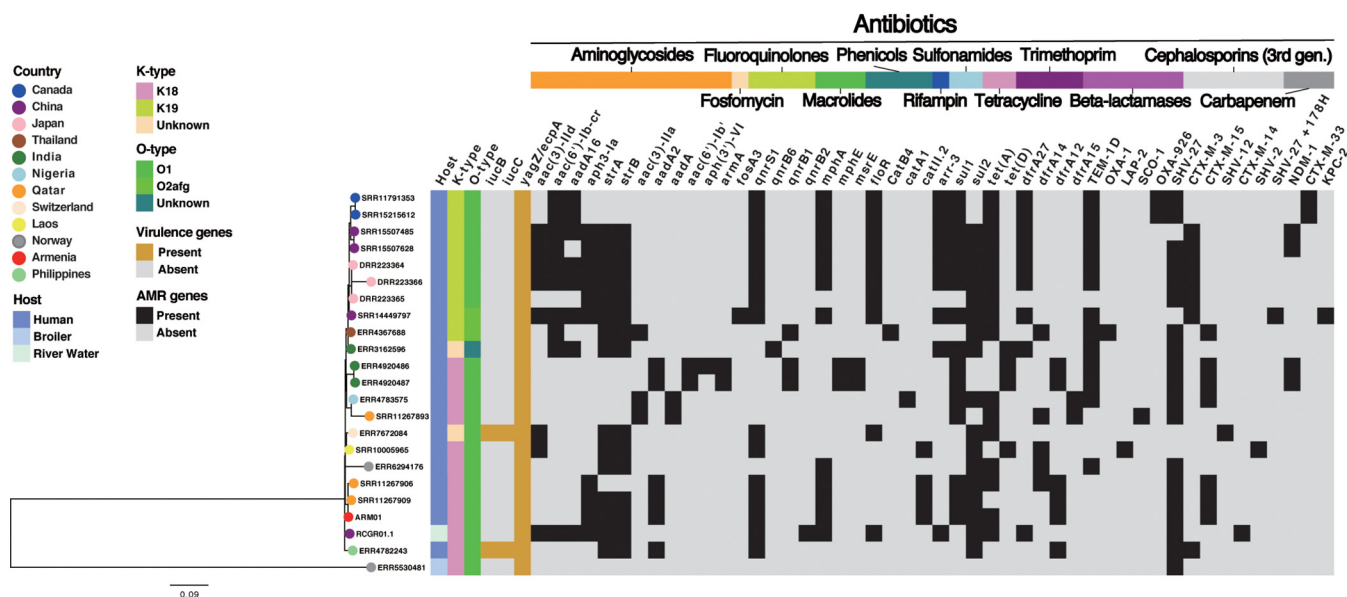 Antibiotics
Aminoglycosides
Fluoroquinolones
Phenicols
Sulfonamides
Trimethoprim
Cephalosporins (3rd gen.)
Fosfomycin
Macrolides
Rifampin
Tetracycline
Beta-lactamases
Carbapenem
Country
Canada
China
Japan
Thailand
India
Nigeria
Qatar
Switzerland
Laos
Norway
Armenia
Philippines
Host
Human
Broiler
River Water
K-type
K18
K19
Unknown
O-type
O1
O2afg
Unknown
Virulence genes
Present
Absent
AMR genes
Present
Absent
Host
K-type
O-type
iucB
iucC
yagZ/ecpA
aac(3)-IId
aac(6')-Ib-cr
aadA16
aph3-Ia
strA
strB
aac(3)-IIa
aadA2
aadA
aac(6')-Ib'
aph(3')-VI
armA
fosA3
qnrS1
qnrB6
qnrB1
qnrB2
mphA
mphE
msrE
floR
CatB4
catA1
catII.2
arr-3
sul1
sul2
tet(A)
tet(D)
dfrA27
dfrA14
dfrA12
dfrA15
TEM-1D
OXA-1
LAP-2
SCO-1
OXA-926
SHV-27
CTX-M-3
CTX-M-15
SHV-12
CTX-M-14
SHV-2
SHV-27 +178H
NDM-1
CTX-M-33
KPC-2
SRR11791353
SRR15215612
SRR15507485
SRR15507628
DRR223364
DRR223366
DRR223365
SRR14449797
ERR4367688
ERR3162596
ERR4920486
ERR4920487
ERR4783575
SRR11267893
ERR7672084
SRR10005965
ERR6294176
SRR11267906
SRR11267909
ARM01
RCGR01.1
ERR4782243
ERR5530481
0.09